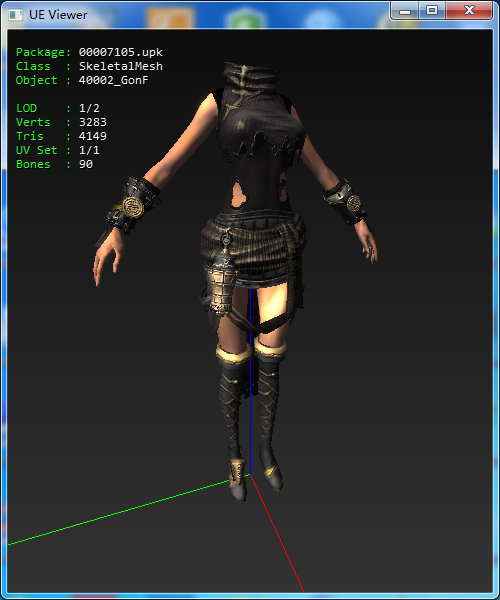 UE Viewer
Package: 00007105.upk
Class : SkeletalMesh
Object : 40002_GonF
LOD : 1/2
Verts : 3283
Tris : 4149
UV Set : 1/1
Bones : 90